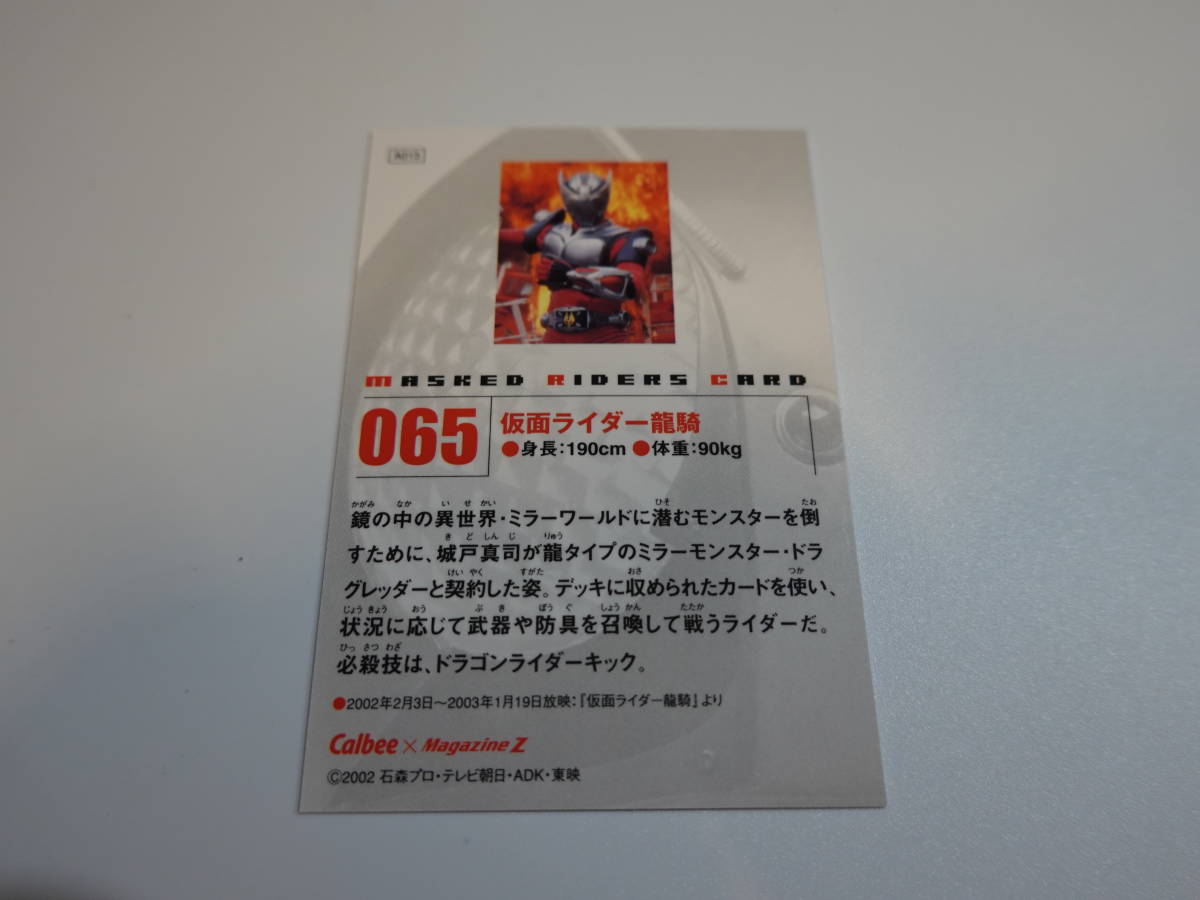 A015
MASKED RIDERS CARD
065
仮面ライダー龍騎
●身長:190cm ●体重:90kg
かがみ なか い せかい ひそ たお
鏡の中の異世界・ミラーワールドに潜むモンスターを倒
き ど しん じ りゅう
すために、城戸真司が龍タイプのミラーモンスター・ドラ
けい やく すがた おさ つか
グレッダーと契約した姿。デッキに収められたカードを使い、
じょう きょう おう ぶ き ぼう ぐ しょう かん たたか
状況に応じて武器や防具を召喚して戦うライダーだ。
ひっ さつ わざ
必殺技は、ドラゴンライダーキック。
●2002年2月3日〜2003年1月19日放映:『仮面ライダー龍騎』より
Calbee × Magazine Z
©2002 石森プロ・テレビ朝日・ADK・東映